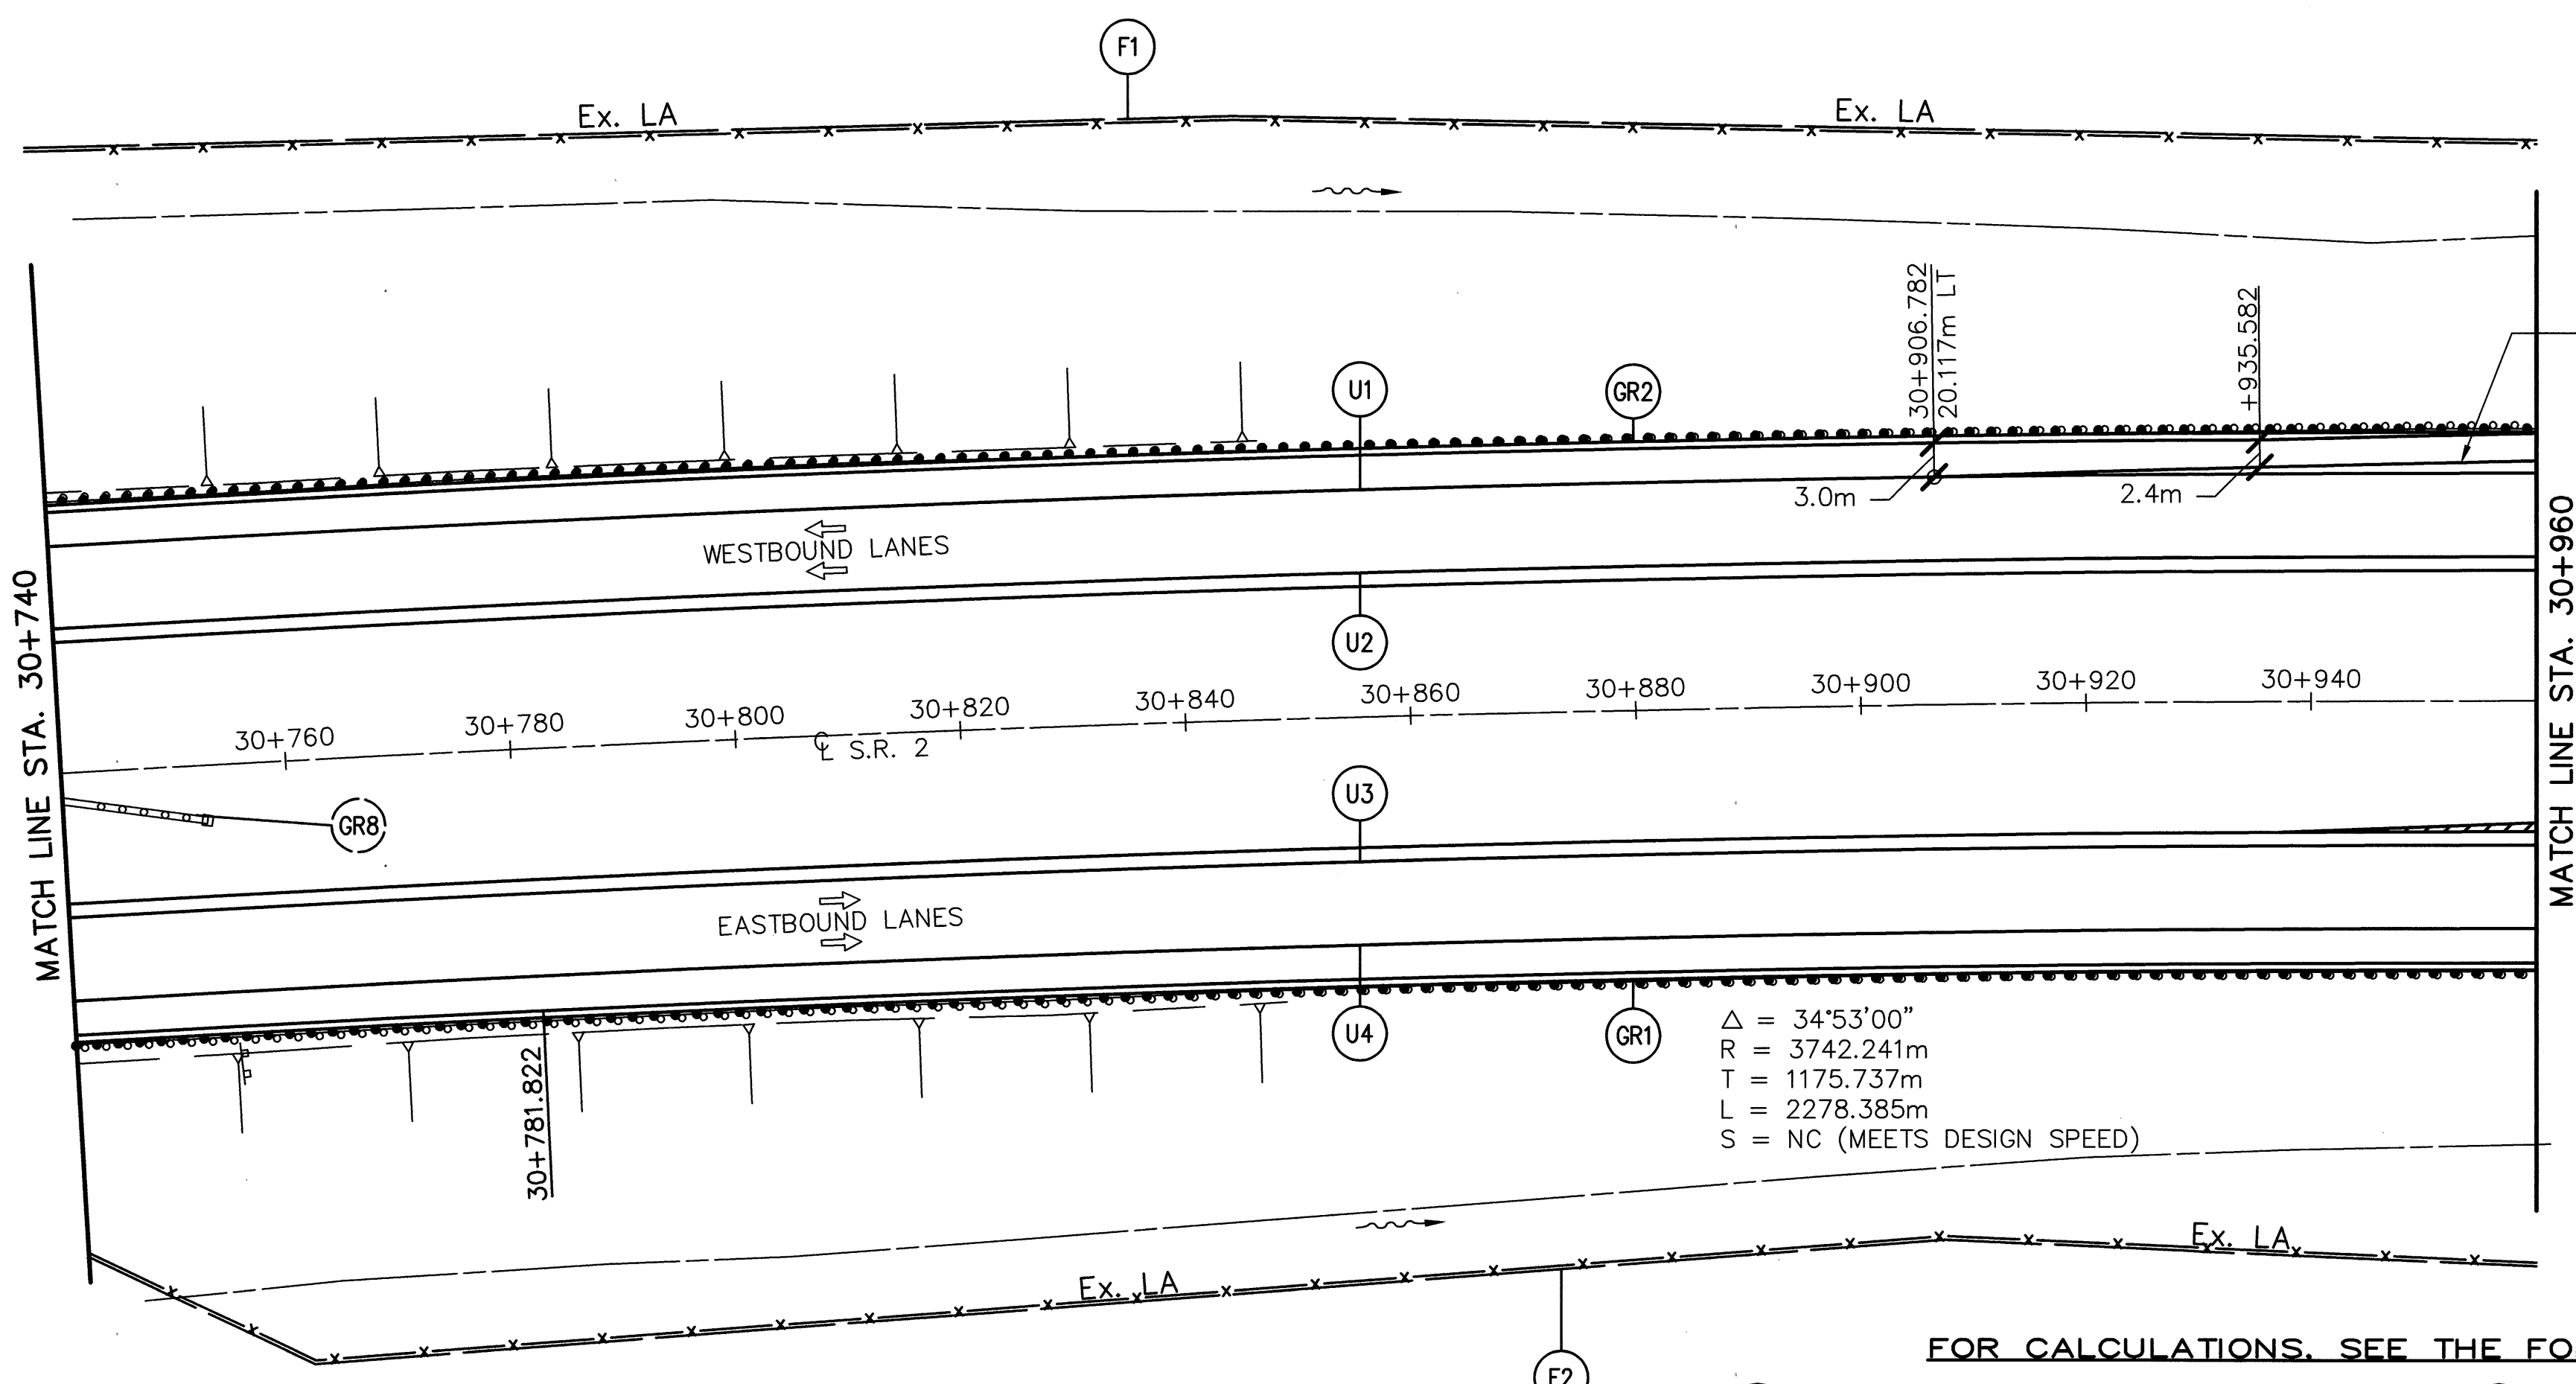 F1
Ex. LA
Ex. LA
30+906.782
20.117m LT
+935.582
U1
GR2
3.0m
2.4m
WESTBOUND LANES
MATCH LINE STA. 30+740
MATCH LINE STA. 30+960
U2
30+760
30+780
30+800
30+820
30+840
30+860
30+880
30+900
30+920
30+940
℄ S.R. 2
U3
GR8
EASTBOUND LANES
30+781.822
U4
GR1
△ = 34°53'00"
R = 3742.241m
T = 1175.737m
L = 2278.385m
S = NC (MEETS DESIGN SPEED)
Ex. LA
Ex. LA
F2
FOR CALCULATIONS, SEE THE FO